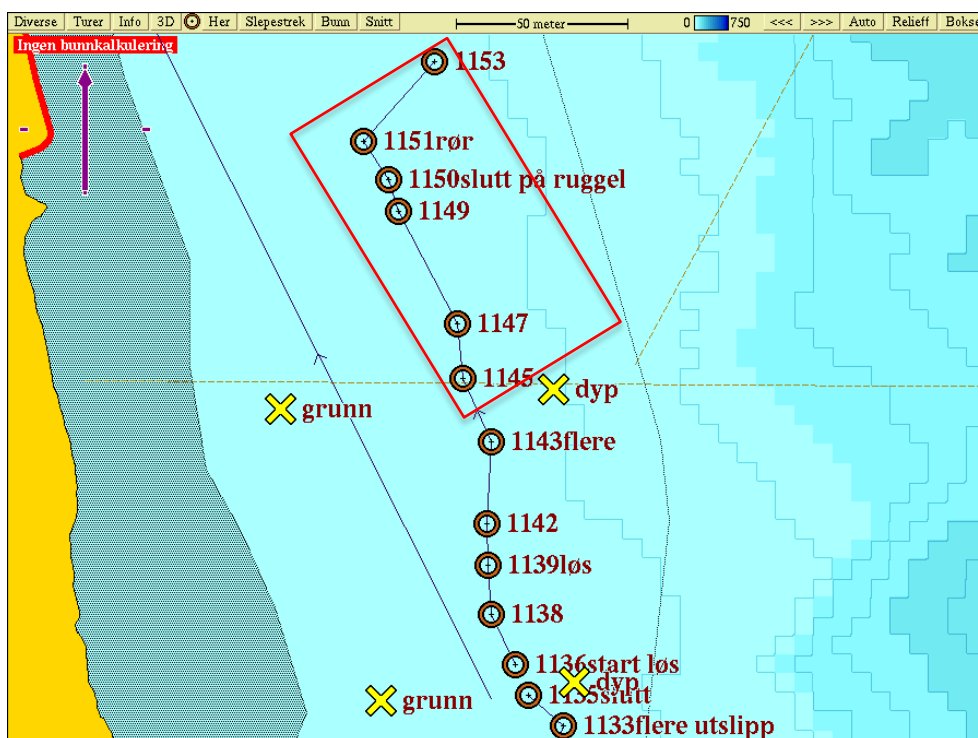 Diverse Turer Info 3D Her Slepestrek Bunn Snitt 50 meter 0 750 <<< >>> Auto Relieff Bokse
Ingen bunnkalkulering
1153
1151rør
1150slutt på ruggel
1149
1147
1145
dyp
grunn
1143flere
1142
1139løs
1138
1136start løs
dyp
1135slutt
grunn
1133flere utslipp